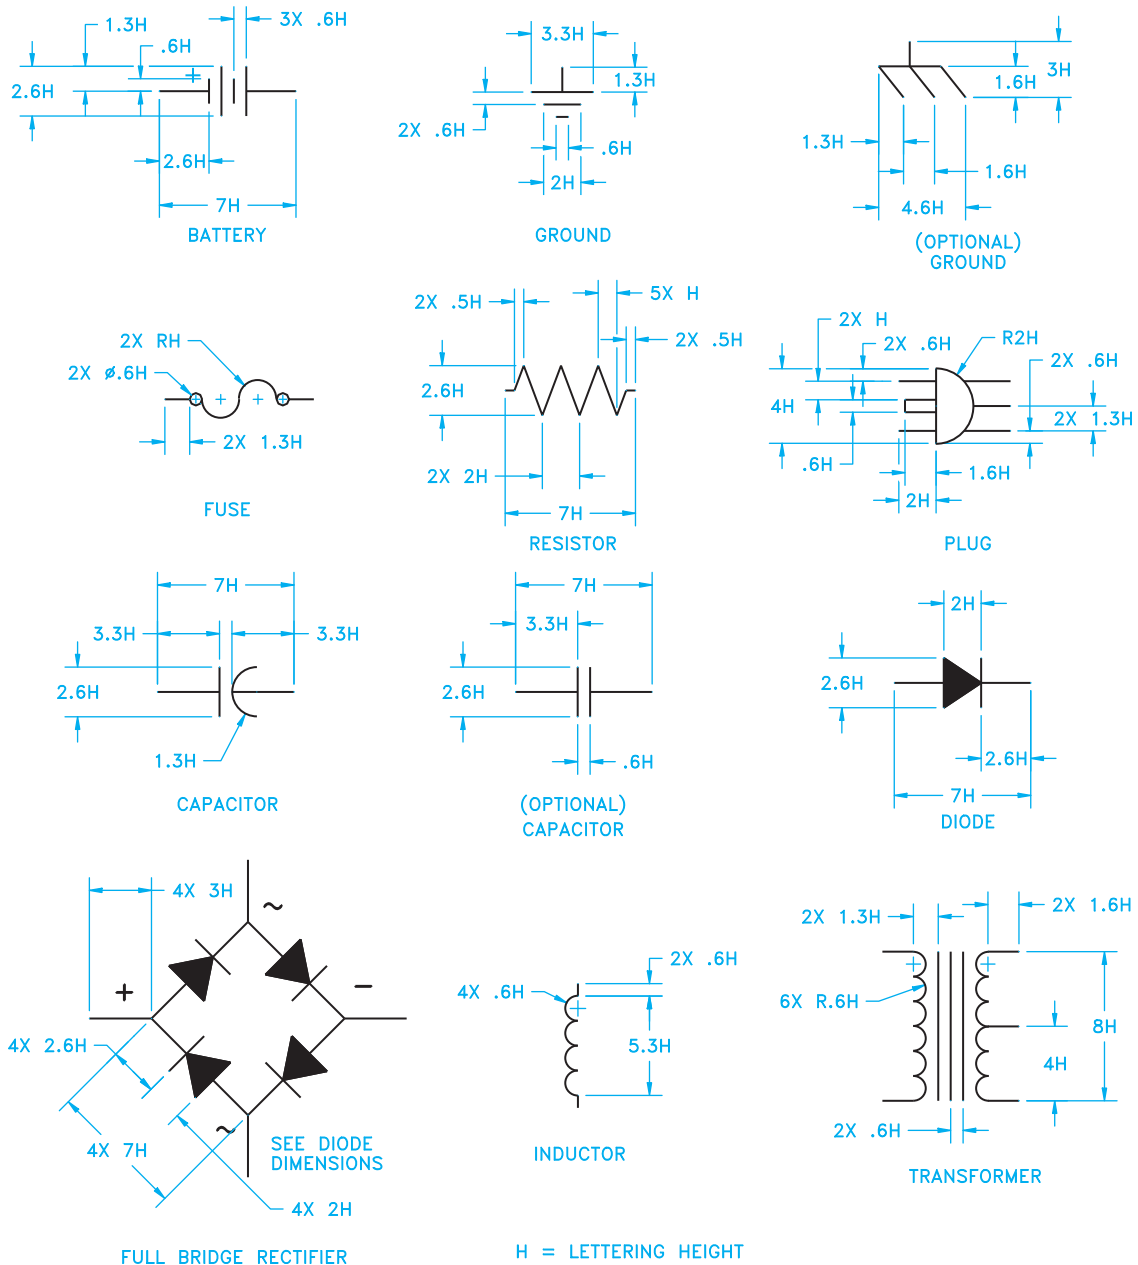 1.3H
3X .6H
.6H
+
2.6H
2.6H
7H
BATTERY
3.3H
1.3H
2X .6H
.6H
2H
GROUND
3H
1.6H
1.3H
1.6H
4.6H
(OPTIONAL)
GROUND
2X RH
2X ø.6H
2X 1.3H
FUSE
2X .5H
5X H
2X .5H
2.6H
2X 2H
7H
RESISTOR
2X H
R2H
2X .6H
2X .6H
4H
2X 1.3H
.6H
1.6H
2H
PLUG
7H
3.3H
3.3H
2.6H
1.3H
CAPACITOR
7H
3.3H
2.6H
.6H
(OPTIONAL)
CAPACITOR
2H
2.6H
2.6H
7H
DIODE
4X 3H
~
+
-
4X 2.6H
~
4X 7H
SEE DIODE
DIMENSIONS
4X 2H
FULL BRIDGE RECTIFIER
2X .6H
4X .6H
5.3H
INDUCTOR
2X 1.3H
2X 1.6H
6X R.6H
8H
4H
2X .6H
TRANSFORMER
H = LETTERING HEIGHT